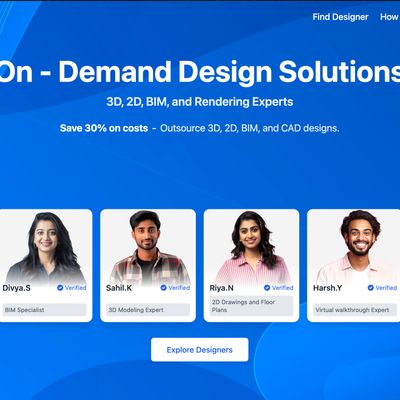 Find Designer
How
On - Demand Design Solutions
3D, 2D, BIM, and Rendering Experts
Save 30% on costs - Outsource 3D, 2D, BIM, and CAD designs.
Divya.S Verified
BIM Specialist
Sahil.K Verified
3D Modeling Expert
Riya.N Verified
2D Drawings and Floor
Plans
Harsh.Y Verified
Virtual walkthrough Expert
Explore Designers